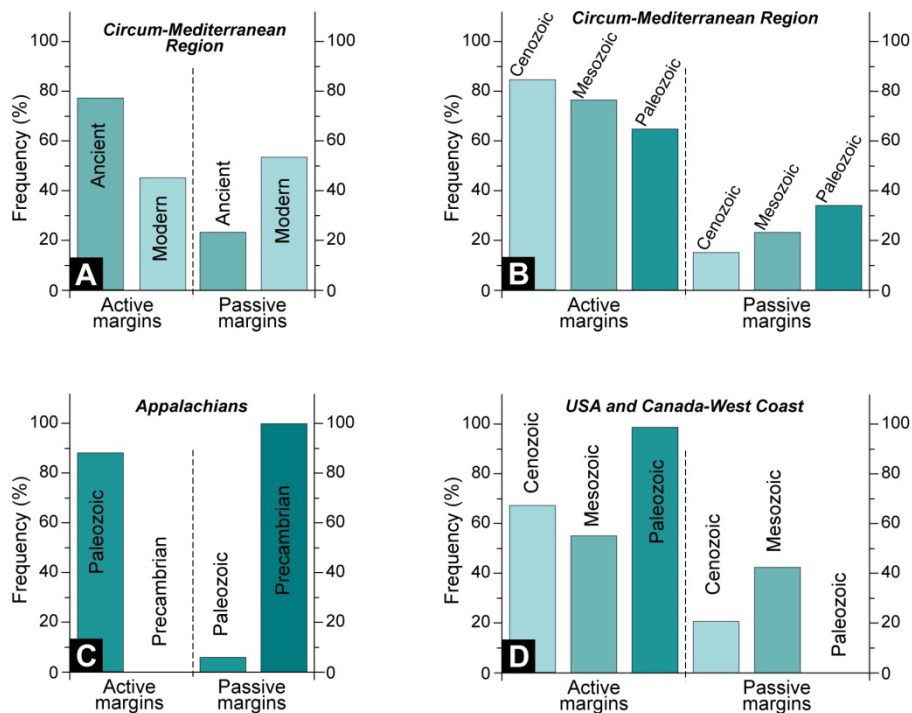 Circum-Mediterranean
Region
Frequency (%)
100
80
60
40
20
0
Ancient
Modern
Ancient
Modern
100
80
60
40
20
0
A
Active
margins
Passive
margins
Circum-Mediterranean Region
Frequency (%)
100
80
60
40
20
0
Cenozoic
Mesozoic
Paleozoic
Cenozoic
Mesozoic
Paleozoic
100
80
60
40
20
0
B
Active
margins
Passive
margins
Appalachians
Frequency (%)
100
80
60
40
20
0
Paleozoic
Precambrian
Paleozoic
Precambrian
100
80
60
40
20
0
C
Active
margins
Passive
margins
USA and Canada-West Coast
Frequency (%)
100
80
60
40
20
0
Cenozoic
Mesozoic
Paleozoic
Cenozoic
Mesozoic
Paleozoic
100
80
60
40
20
0
D
Active
margins
Passive
margins